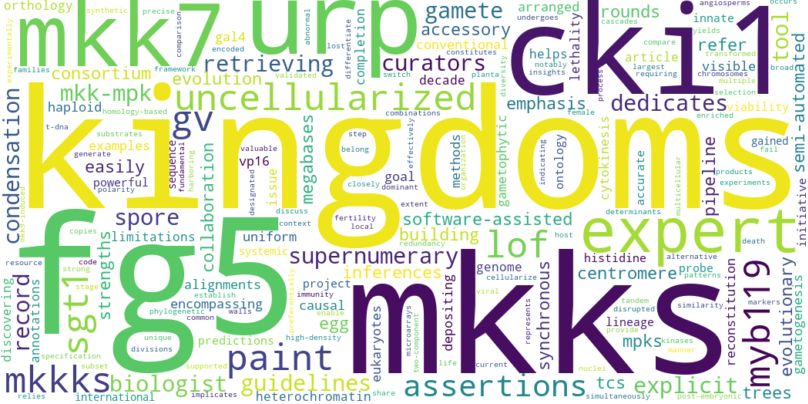 kingdoms
fg5
mkks
cki1
mkk7
urp
expert
uncellularized
gv
lof
myb119
sgt1
paint
mkkks
assertions
supernumerary
retrieving
mkk-mpk
gamete
curators
dedicates
condensation
spore
record
biologist
guidelines
explicit
trees
tcs
mpks
centromere
inferences
building
software-assisted
megabases
vp16
easily
powerful
examples
haploid
consortium
evolution
orthology
gal4
encoded
synthetic
precise
comparison
abnormal
lost
differentiate
completion
accessory
conventional
decade
arranged
rounds
refer
helps
constitutes
notably
insights
article
largest
requiring
emphasis
lethality
visible
tool
semi-automated
viability
gained
fail
enriched
pipeline
accurate
determinants
cytokinesis
ontology
indicating
methods
gametophytic
goal
dominant
extent
effectively
combinations
closely
belong
step
valuable
issue
designated
discuss
context
fertility
local
uniform
systemic
collaboration
strengths
limitations
alignments
establish
predictions
encompassing
causal
project
immunity
egg
eukaryotes
microarrays
depositing
genome
cellularize
viral
represents
synchronous
histidine
probe
patterns
alternative
death
tandem
disrupted
similarity
markers
provide
kinases
manner
nuclei
simultaneously
post-embryonic
reconstitution
lineage
evolutionary
gametogenesis
initiatives
discovering
annotations
resource
copies
strong
code
stage
phylogenetic
common
walls
unique
divisions
specification
subset
supported
relies
international
implicates
heterochromatin
high-density
enable
share
life
current
two-component
host
redundancy
organization
multicellular
products
experiments
sequence
fundamental
harboring
t-dna
homology-based
substrates
generate
polarity
families
framework
validated
switch
planta
diversity
innate
cascades
undergoes
process
compare
yields
female
transformed
multiple
selection
chromosomes
angiosperms
occurs
broad
experimentally
preferentially